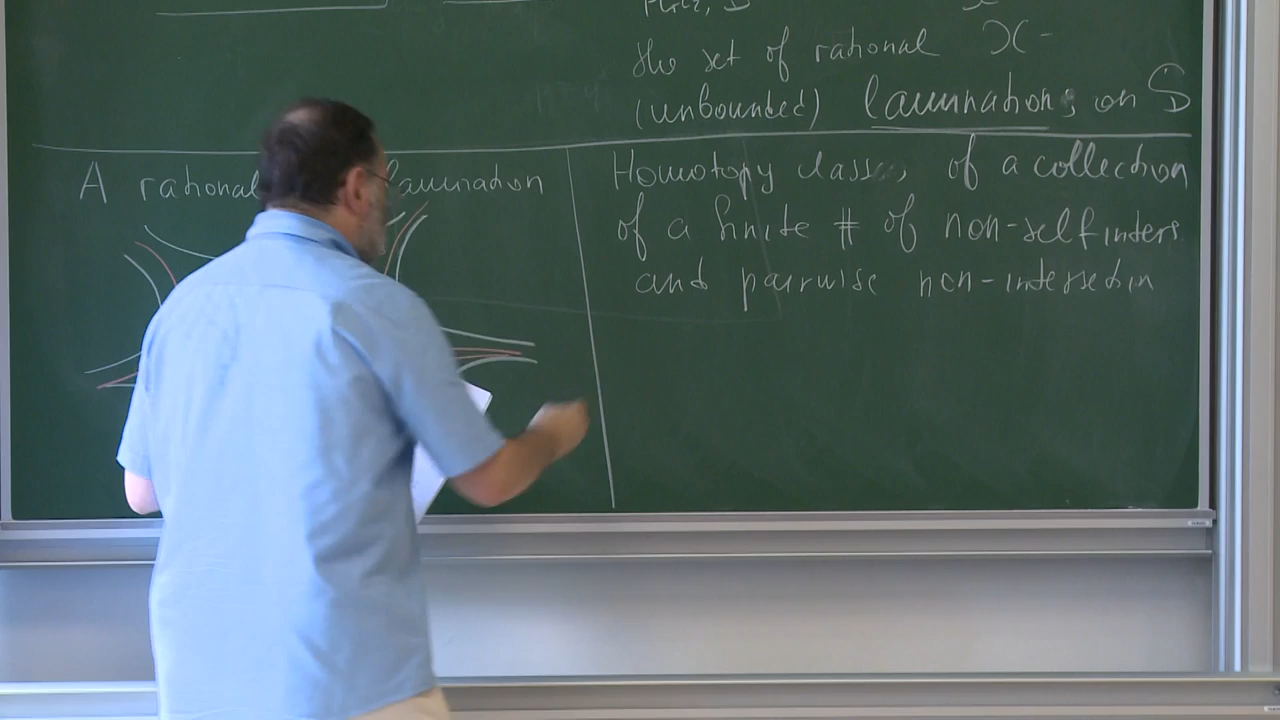 the set of rational X-
(unbounded) laminations on S
A rational lamination
Homotopy class, of a collection
of a finite # of non-selfinters
and pairwise non-intersectin